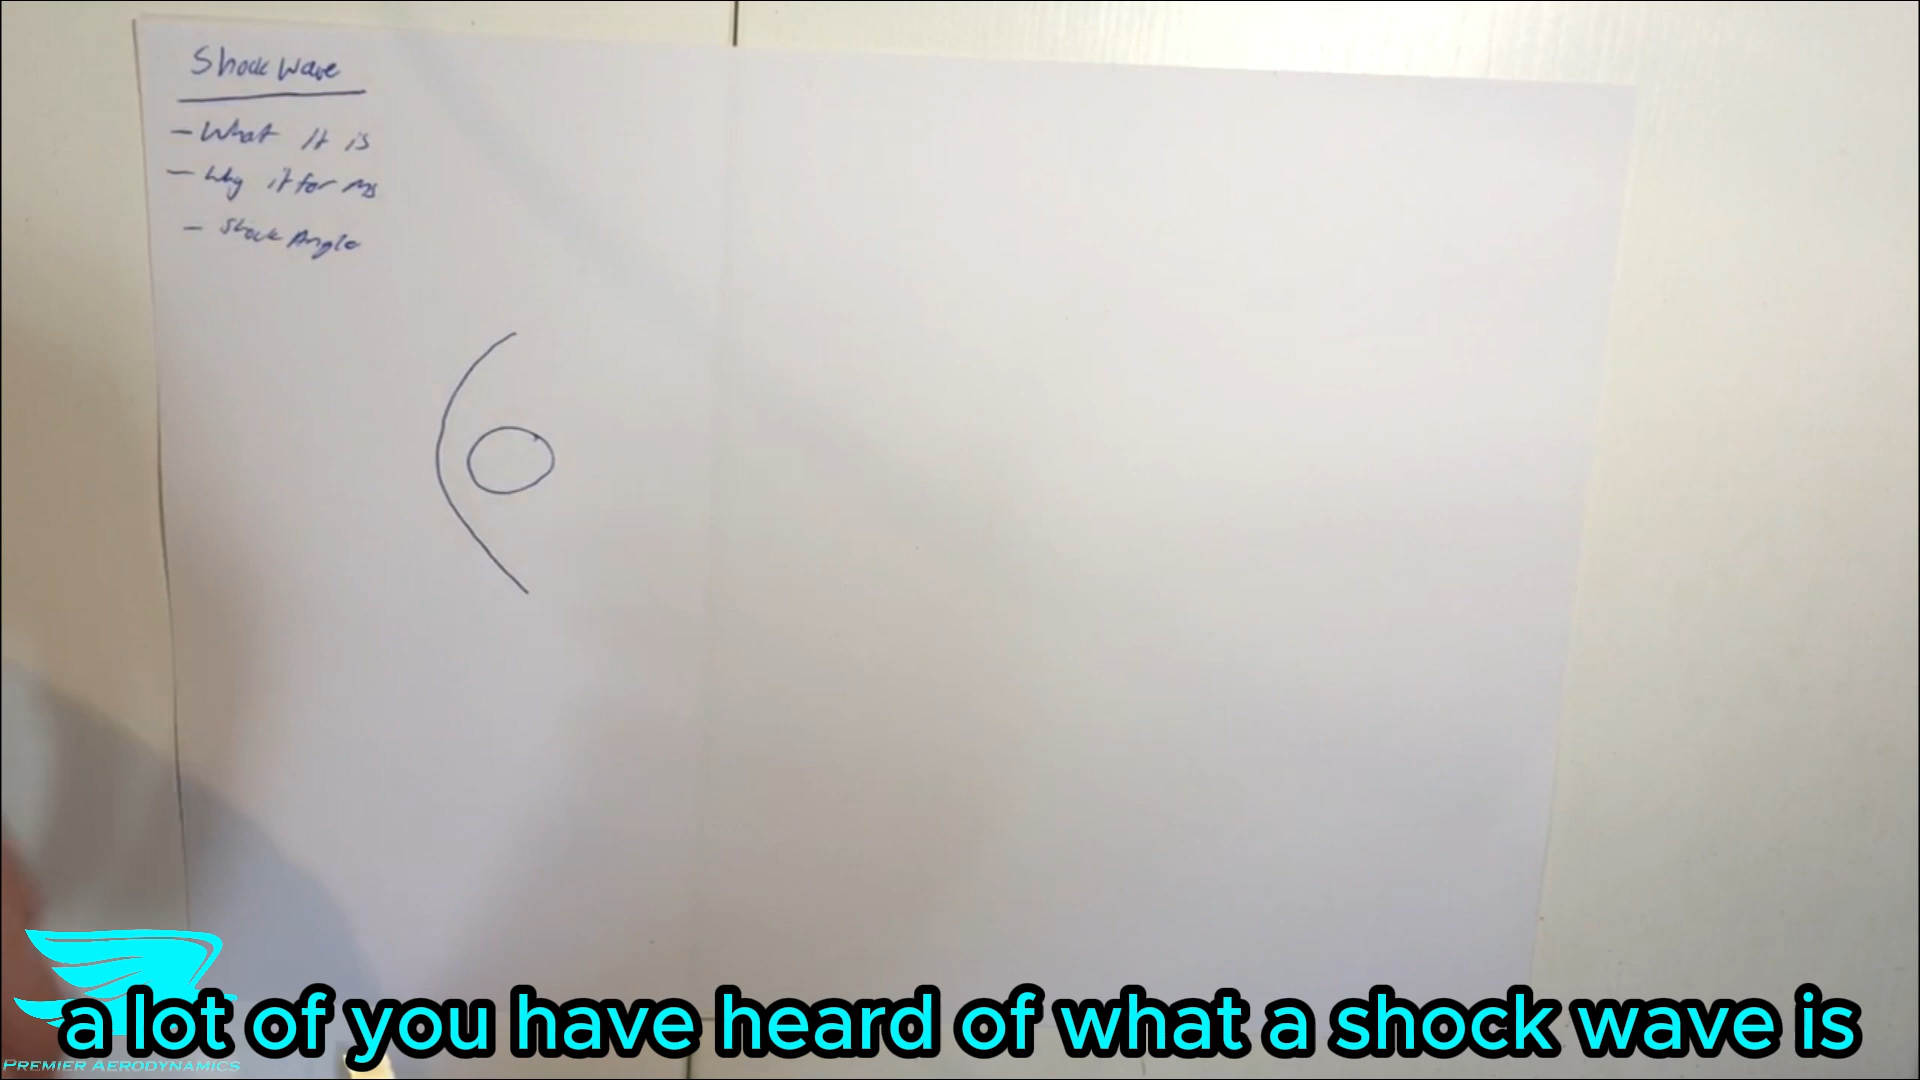 Shock Wave
- What it is
- Why it forms
- Shock Angle
a lot of you have heard of what a shock wave is
PREMIER AERODYNAMICS